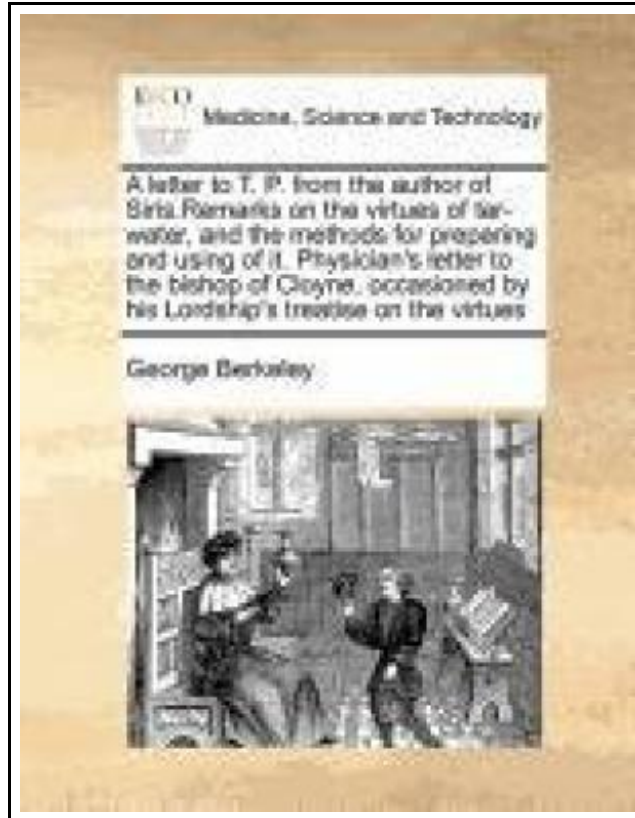 ECCO
Medicine, Science and Technology
A letter to T. P. from the author of
Siris.Remarks on the virtues of tar-
water, and the methods for preparing
and using of it. Physician's letter to
the bishop of Cloyne, occasioned by
his Lordship's treatise on the virtues
George Berkeley